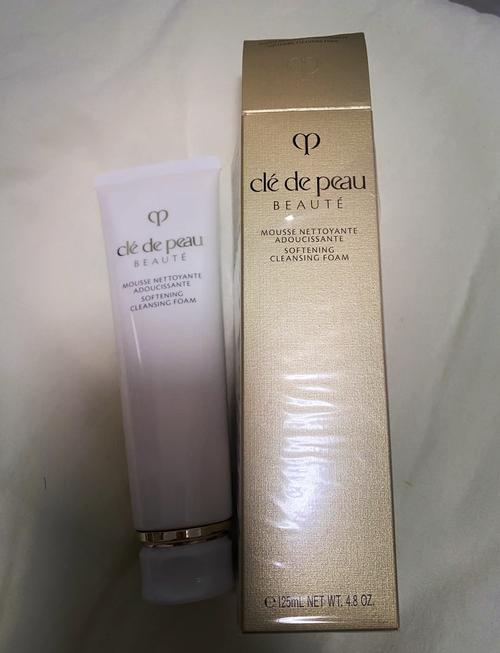 clé de peau
BEAUTÉ
MOUSSE NETTOYANTE
ADOUCISSANTE
SOFTENING
CLEANSING FOAM
clé de peau
BEAUTÉ
MOUSSE NETTOYANTE
ADOUCISSANTE
SOFTENING
CLEANSING FOAM
℮125mL NET WT. 4.8 OZ.